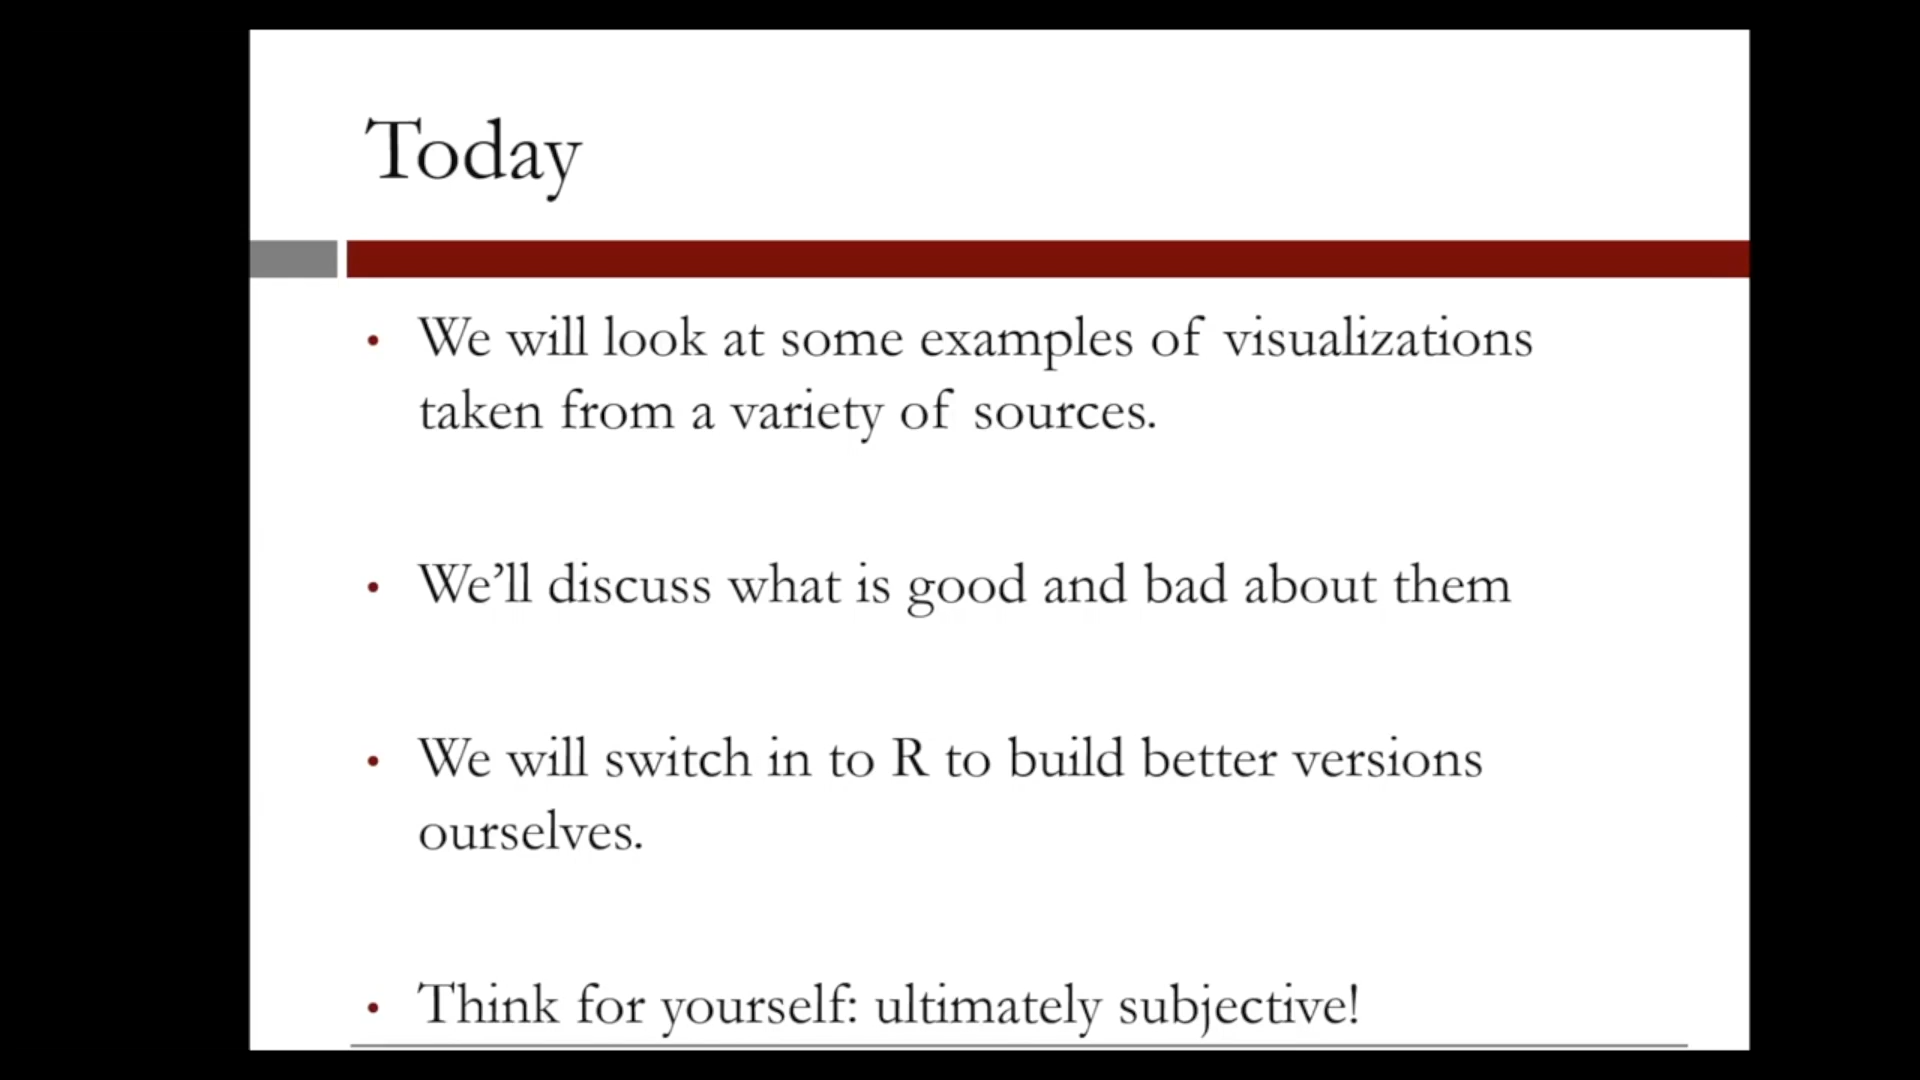 Today
• We will look at some examples of visualizations
taken from a variety of sources.
• We’ll discuss what is good and bad about them
• We will switch in to R to build better versions
ourselves.
• Think for yourself: ultimately subjective!